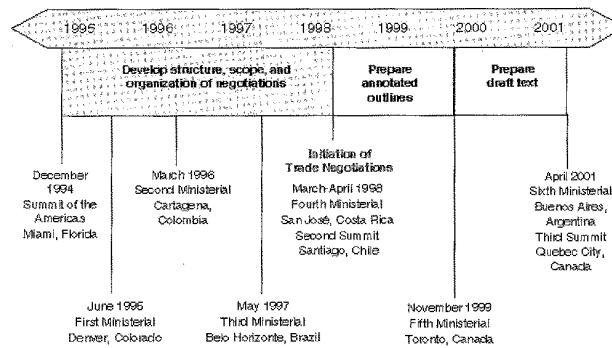 1995 1996 1997 1998 1999 2000 2001
Develop structure, scope, and
organization of negotiations
Prepare
annotated
outlines
Prepare
draft text
December
1994
Summit of the
Americas
Miami, Florida
March 1996
Second Ministerial
Cartagena,
Colombia
Initiation of
Trade Negotiations
March-April 1998
Fourth Ministerial
San José, Costa Rica
Second Summit
Santiago, Chile
April 2001
Sixth Ministerial
Buenos Aires,
Argentina
Third Summit
Quebec City,
Canada
June 1995
First Ministerial
Denver, Colorado
May 1997
Third Ministerial
Belo Horizonte, Brazil
November 1999
Fifth Ministerial
Toronto, Canada